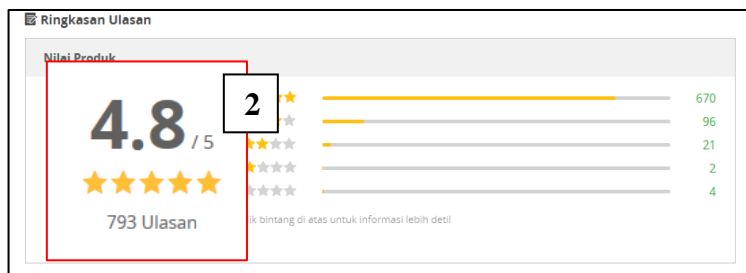 Ringkasan Ulasan
Nilai Produk
4.8 / 5
793 Ulasan
2
670
96
21
2
4
ik bintang di atas untuk informasi lebih detil